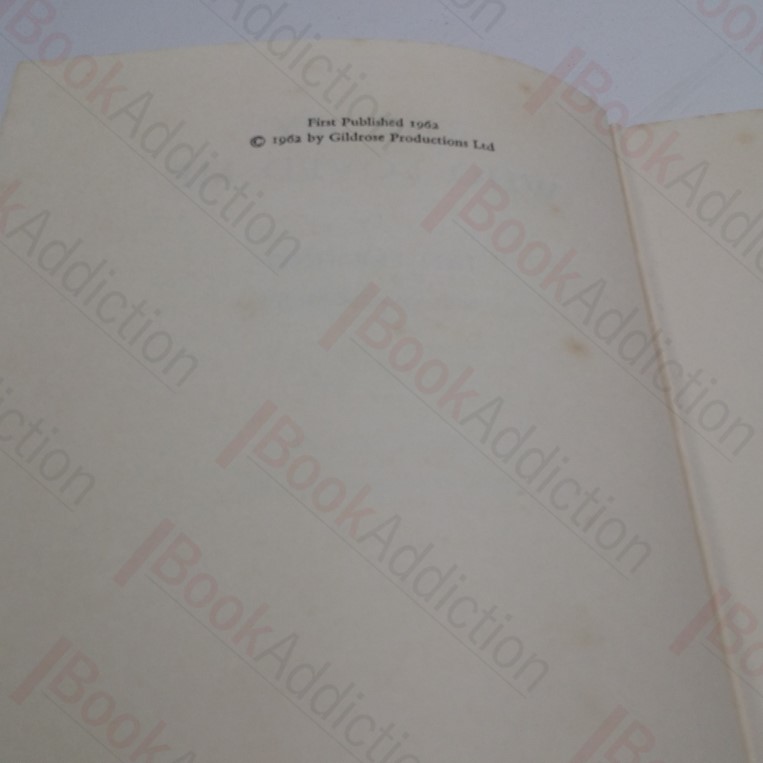 First Published 1962
© 1962 by Gildrose Productions Ltd
BookAddiction